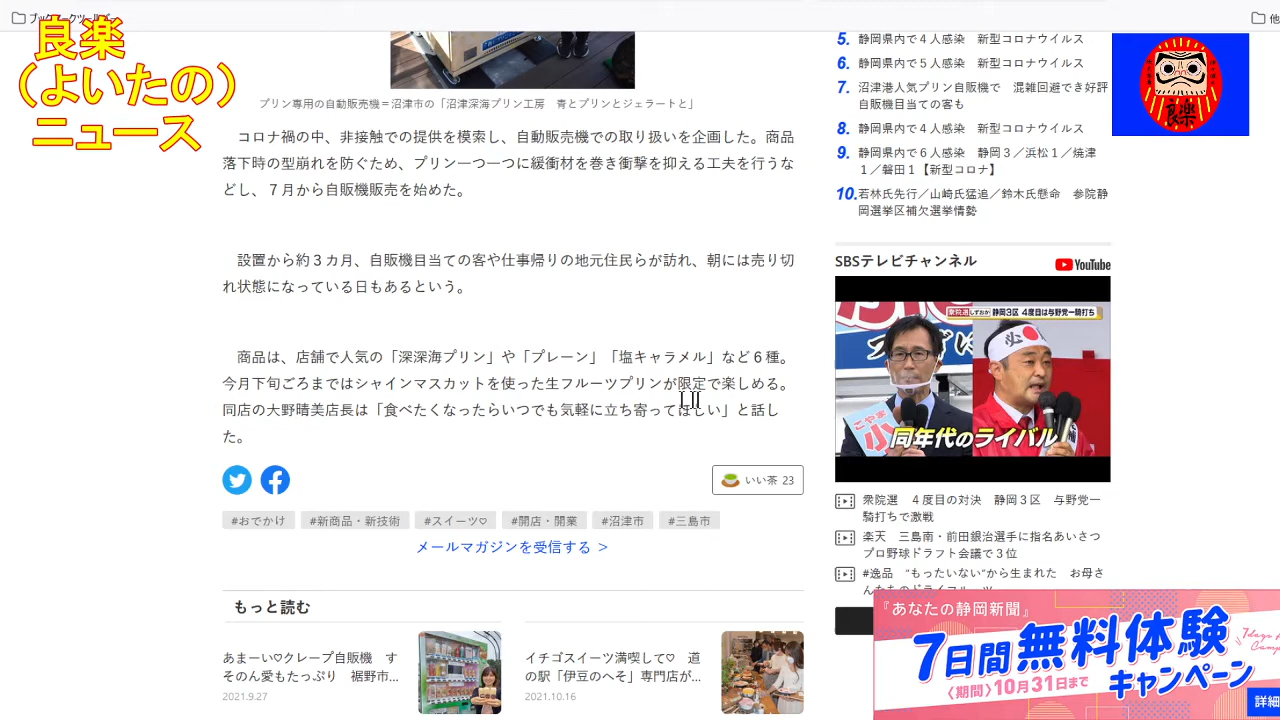 良楽
（よいたの）
ニュース
他
プリン専用の自動販売機＝沼津市の「沼津深海プリン工房　青とプリンとジェラートと」
コロナ禍の中、非接触での提供を模索し、自動販売機での取り扱いを企画した。商品
落下時の型崩れを防ぐため、プリン一つ一つに緩衝材を巻き衝撃を抑える工夫を行うな
どし、７月から自販機販売を始めた。
設置から約３カ月、自販機目当ての客や仕事帰りの地元住民らが訪れ、朝には売り切
れ状態になっている日もあるという。
商品は、店舗で人気の「深深海プリン」や「プレーン」「塩キャラメル」など６種。
今月下旬ごろまではシャインマスカットを使った生フルーツプリンが限定で楽しめる。
同店の大野晴美店長は「食べたくなったらいつでも気軽に立ち寄ってほしい」と話し
た。
いい茶 23
#おでかけ
#新商品・新技術
#スイーツ♡
#開店・開業
#沼津市
#三島市
メールマガジンを受信する ＞
もっと読む
あまーい♡クレープ自販機　す
そのん愛もたっぷり　裾野市...
2021.9.27
イチゴスイーツ満喫して♡　道
の駅「伊豆のへそ」専門店が...
2021.10.16
5. 静岡県内で４人感染　新型コロナウイルス
6. 静岡県内で５人感染　新型コロナウイルス
7. 沼津港人気プリン自販機で　混雑回避でき好評
自販機目当ての客も
8. 静岡県内で４人感染　新型コロナウイルス
9. 静岡県内で６人感染　静岡３／浜松１／焼津
１／磐田１【新型コロナ】
10. 若林氏先行／山﨑氏猛追／鈴木氏懸命　参院静
岡選挙区補欠選挙情勢
SBSテレビチャンネル
YouTube
衆院選 しずおか 静岡3区 4度目は与野党一騎打ち
必
こやま
小
同年代のライバル
衆院選　４度目の対決　静岡３区　与野党一
騎打ちで激戦
楽天　三島南・前田銀治選手に指名あいさつ
プロ野球ドラフト会議で３位
#逸品　“もったいない”から生まれた　お母さ
良楽
『あなたの静岡新聞』
7日間無料体験
キャンペーン
〈期間〉10月31日まで
詳細